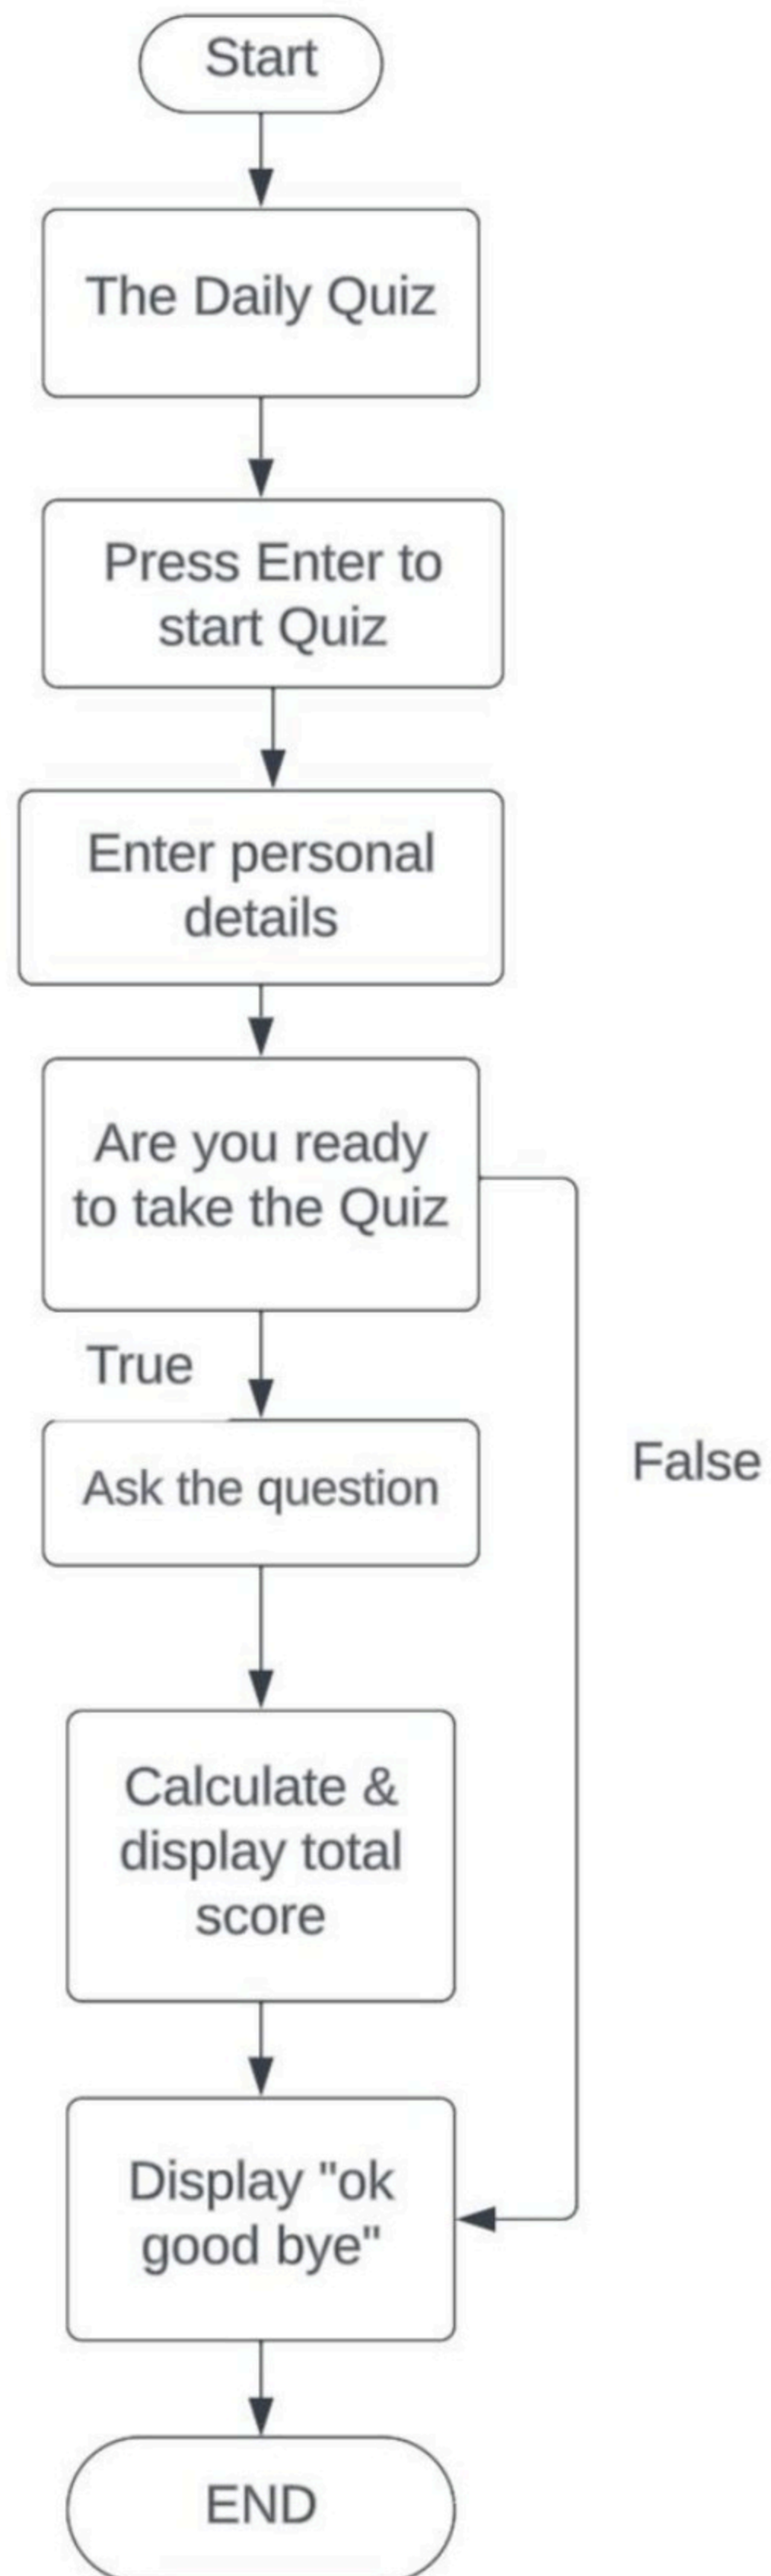 Start
The Daily Quiz
Press Enter to
start Quiz
Enter personal
details
Are you ready
to take the Quiz
True
Ask the question
False
Calculate &
display total
score
Display "ok
good bye"
END